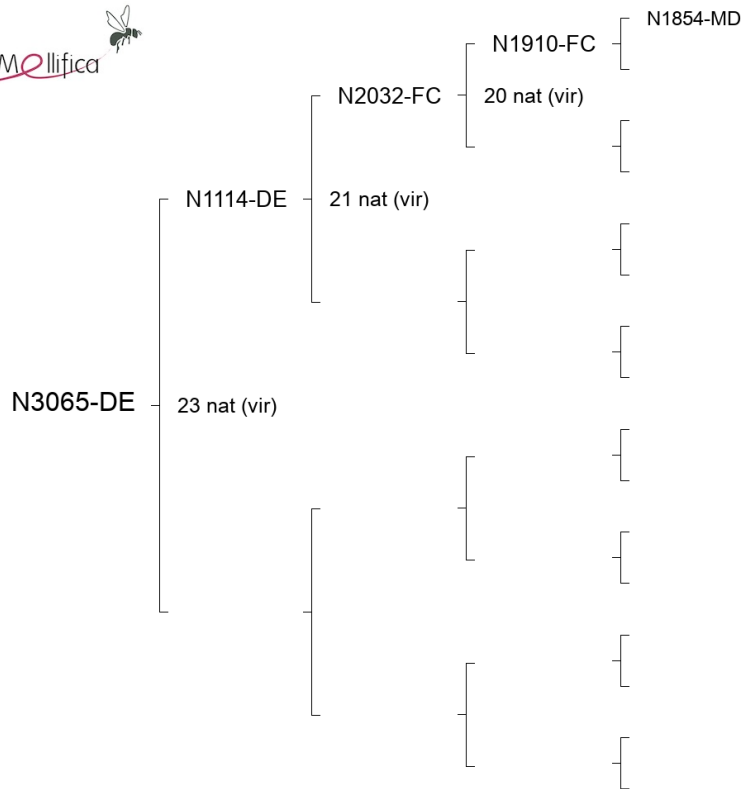 Mellifica
N1854-MD
N1910-FC
N2032-FC
20 nat (vir)
N1114-DE
21 nat (vir)
N3065-DE
23 nat (vir)